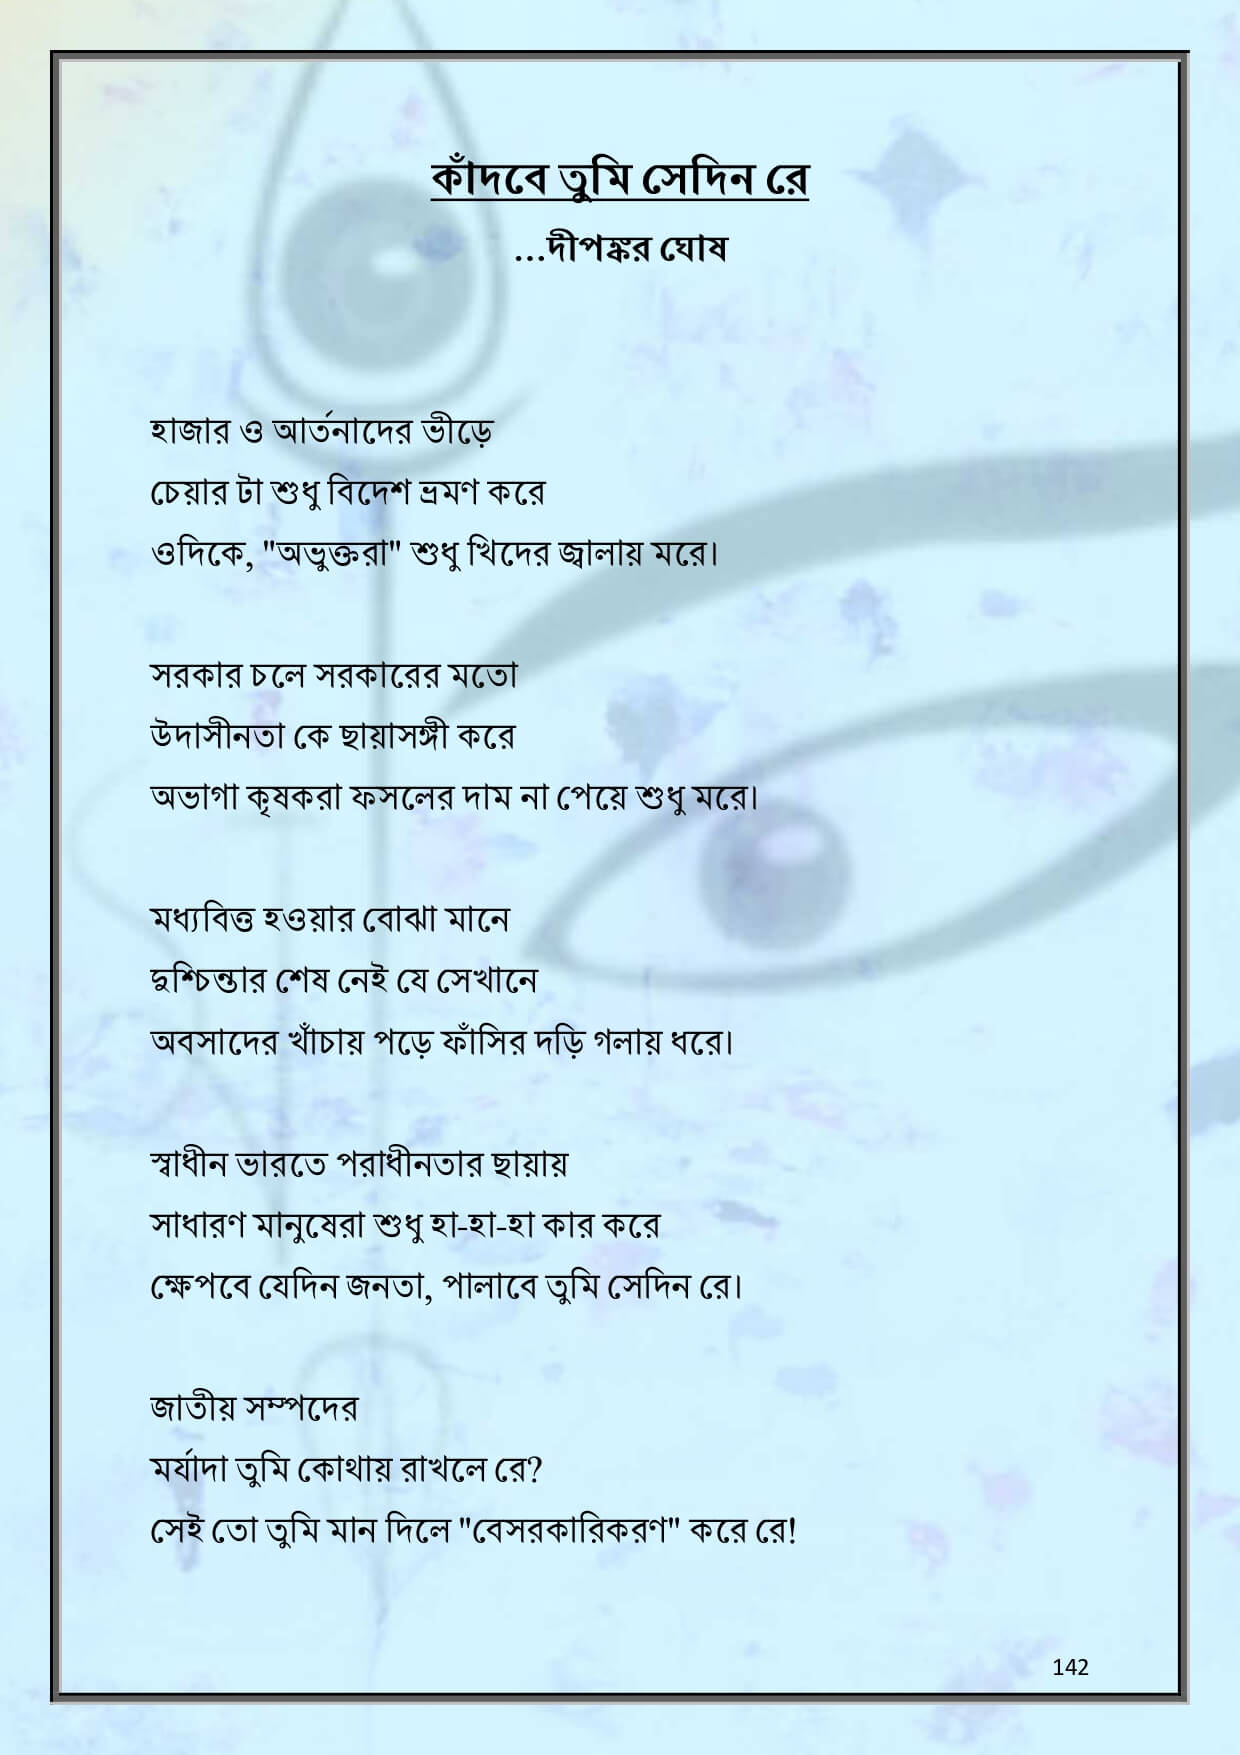 কাঁদবে তুমি সেদিন রে
...দীপঙ্কর ঘোষ
হাজার ও আর্তনাদের ভীড়ে
চেয়ার টা শুধু বিদেশ ভ্রমণ করে
ওদিকে, "অভুক্তরা" শুধু খিদের জ্বালায় মরে।
সরকার চলে সরকারের মতো
উদাসীনতা কে ছায়াসঙ্গী করে
অভাগা কৃষকরা ফসলের দাম না পেয়ে শুধু মরে।
মধ্যবিত্ত হওয়ার বোঝা মানে
দুশ্চিন্তার শেষ নেই যে সেখানে
অবসাদের খাঁচায় পড়ে ফাঁসির দড়ি গলায় ধরে।
স্বাধীন ভারতে পরাধীনতার ছায়ায়
সাধারণ মানুষেরা শুধু হা-হা-হা কার করে
ক্ষেপবে যেদিন জনতা, পালাবে তুমি সেদিন রে।
জাতীয় সম্পদের
মর্যাদা তুমি কোথায় রাখলে রে?
সেই তো তুমি মান দিলে "বেসরকারিকরণ" করে রে!
142